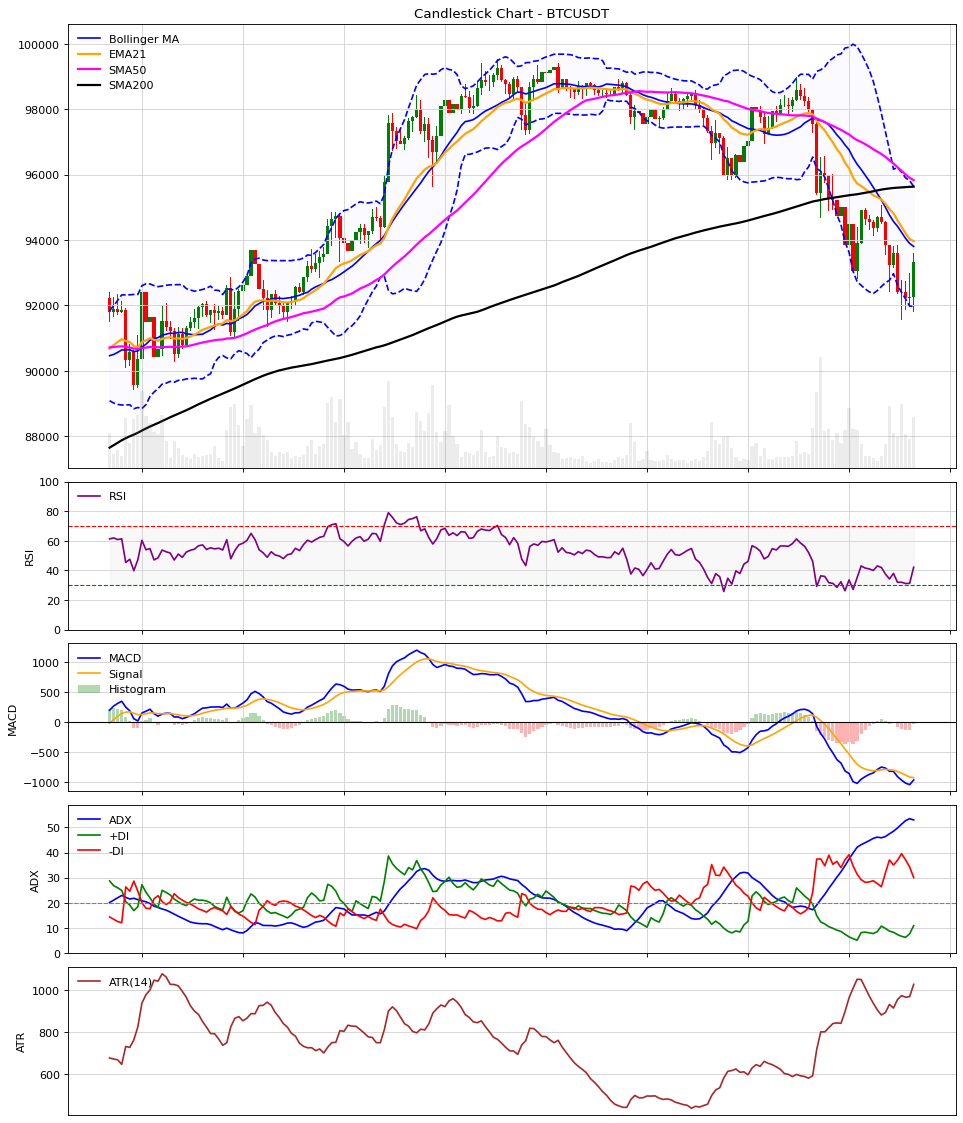 Candlestick Chart - BTCUSDT
Bollinger MA
EMA21
SMA50
SMA200
100000
98000
96000
94000
92000
90000
88000
RSI
RSI
100
80
60
40
20
0
MACD
Signal
Histogram
MACD
1000
500
0
−500
−1000
ADX
+DI
-DI
ADX
50
40
30
20
10
0
ATR(14)
ATR
1000
800
600